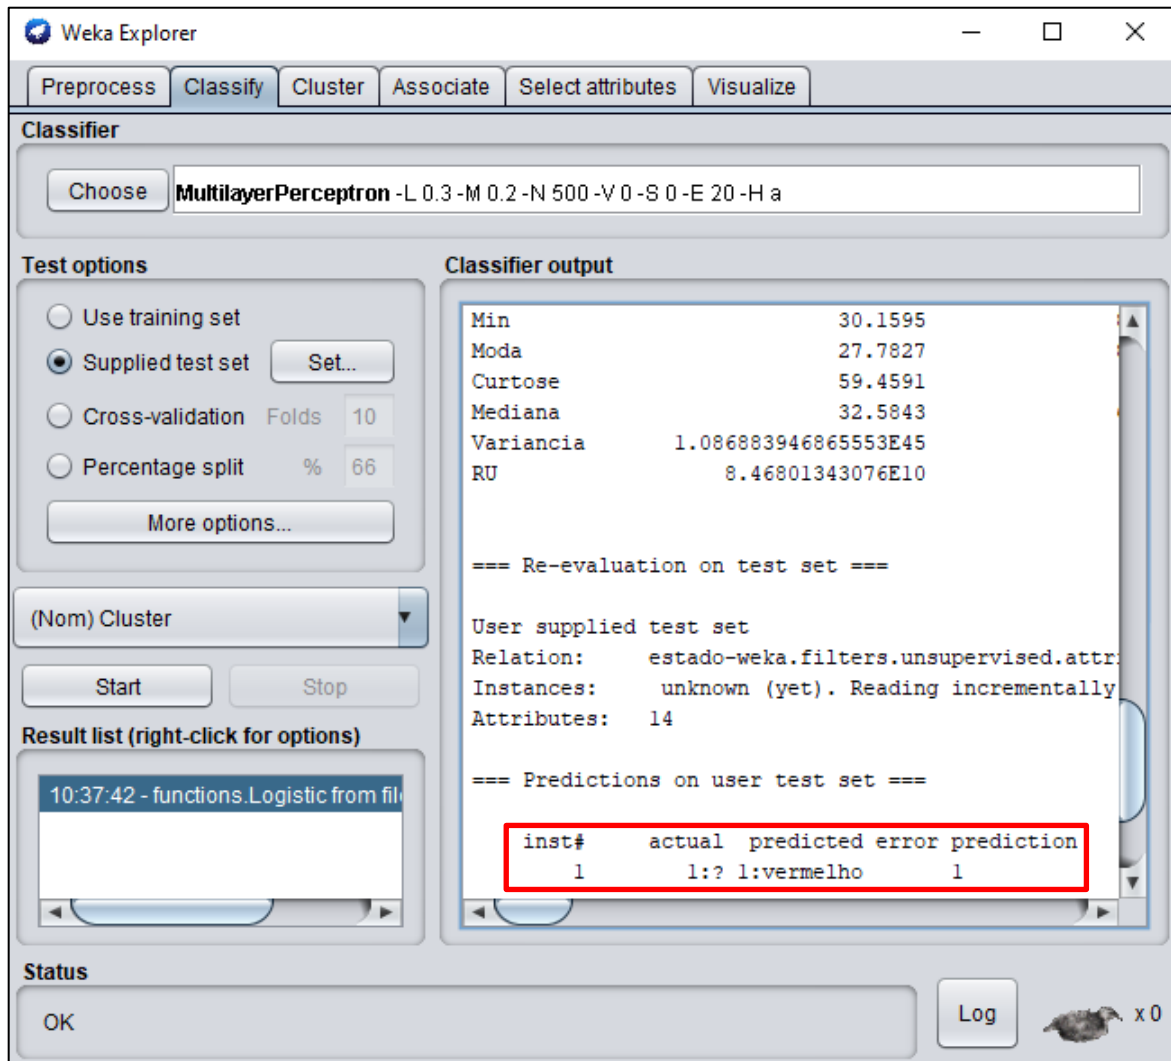 Weka Explorer
Preprocess Classify Cluster Associate Select attributes Visualize
Classifier
Choose MultilayerPerceptron -L 0.3 -M 0.2 -N 500 -V 0 -S 0 -E 20 -H a
Test options
Use training set
Supplied test set Set...
Cross-validation Folds 10
Percentage split % 66
More options...
(Nom) Cluster
Start Stop
Result list (right-click for options)
10:37:42 - functions.Logistic from fil
Classifier output
Min 30.1595
Moda 27.7827
Curtose 59.4591
Mediana 32.5843
Variancia 1.086883946865553E45
RU 8.46801343076E10
=== Re-evaluation on test set ===
User supplied test set
Relation: estado-weka.filters.unsupervised.attr
Instances: unknown (yet). Reading incrementally
Attributes: 14
=== Predictions on user test set ===
inst# actual predicted error prediction
1 1:? 1:vermelho 1
Status
OK
Log
x 0